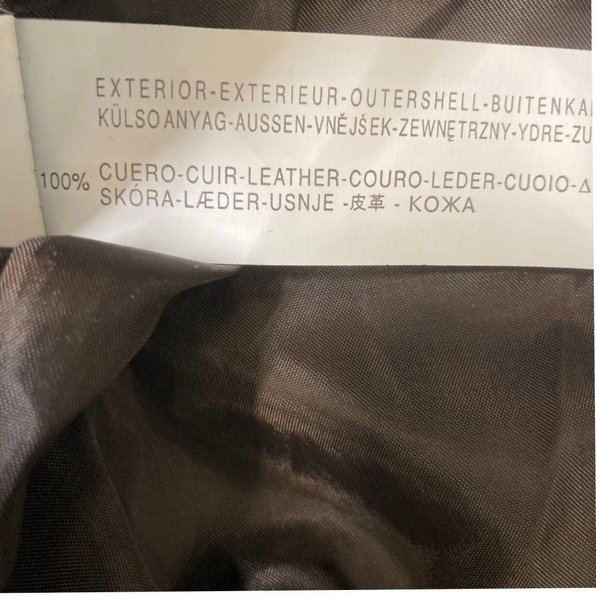 EXTERIOR-EXTERIEUR-OUTERSHELL-BUITENKA
KÜLSO ANYAG-AUSSEN-VNĚJŠEK-ZEWNĘTRZNY-YDRE-ZU
100% CUERO-CUIR-LEATHER-COURO-LEDER-CUOIO-Δ
SKÓRA-LÆDER-USNJE -皮革 - КОЖА